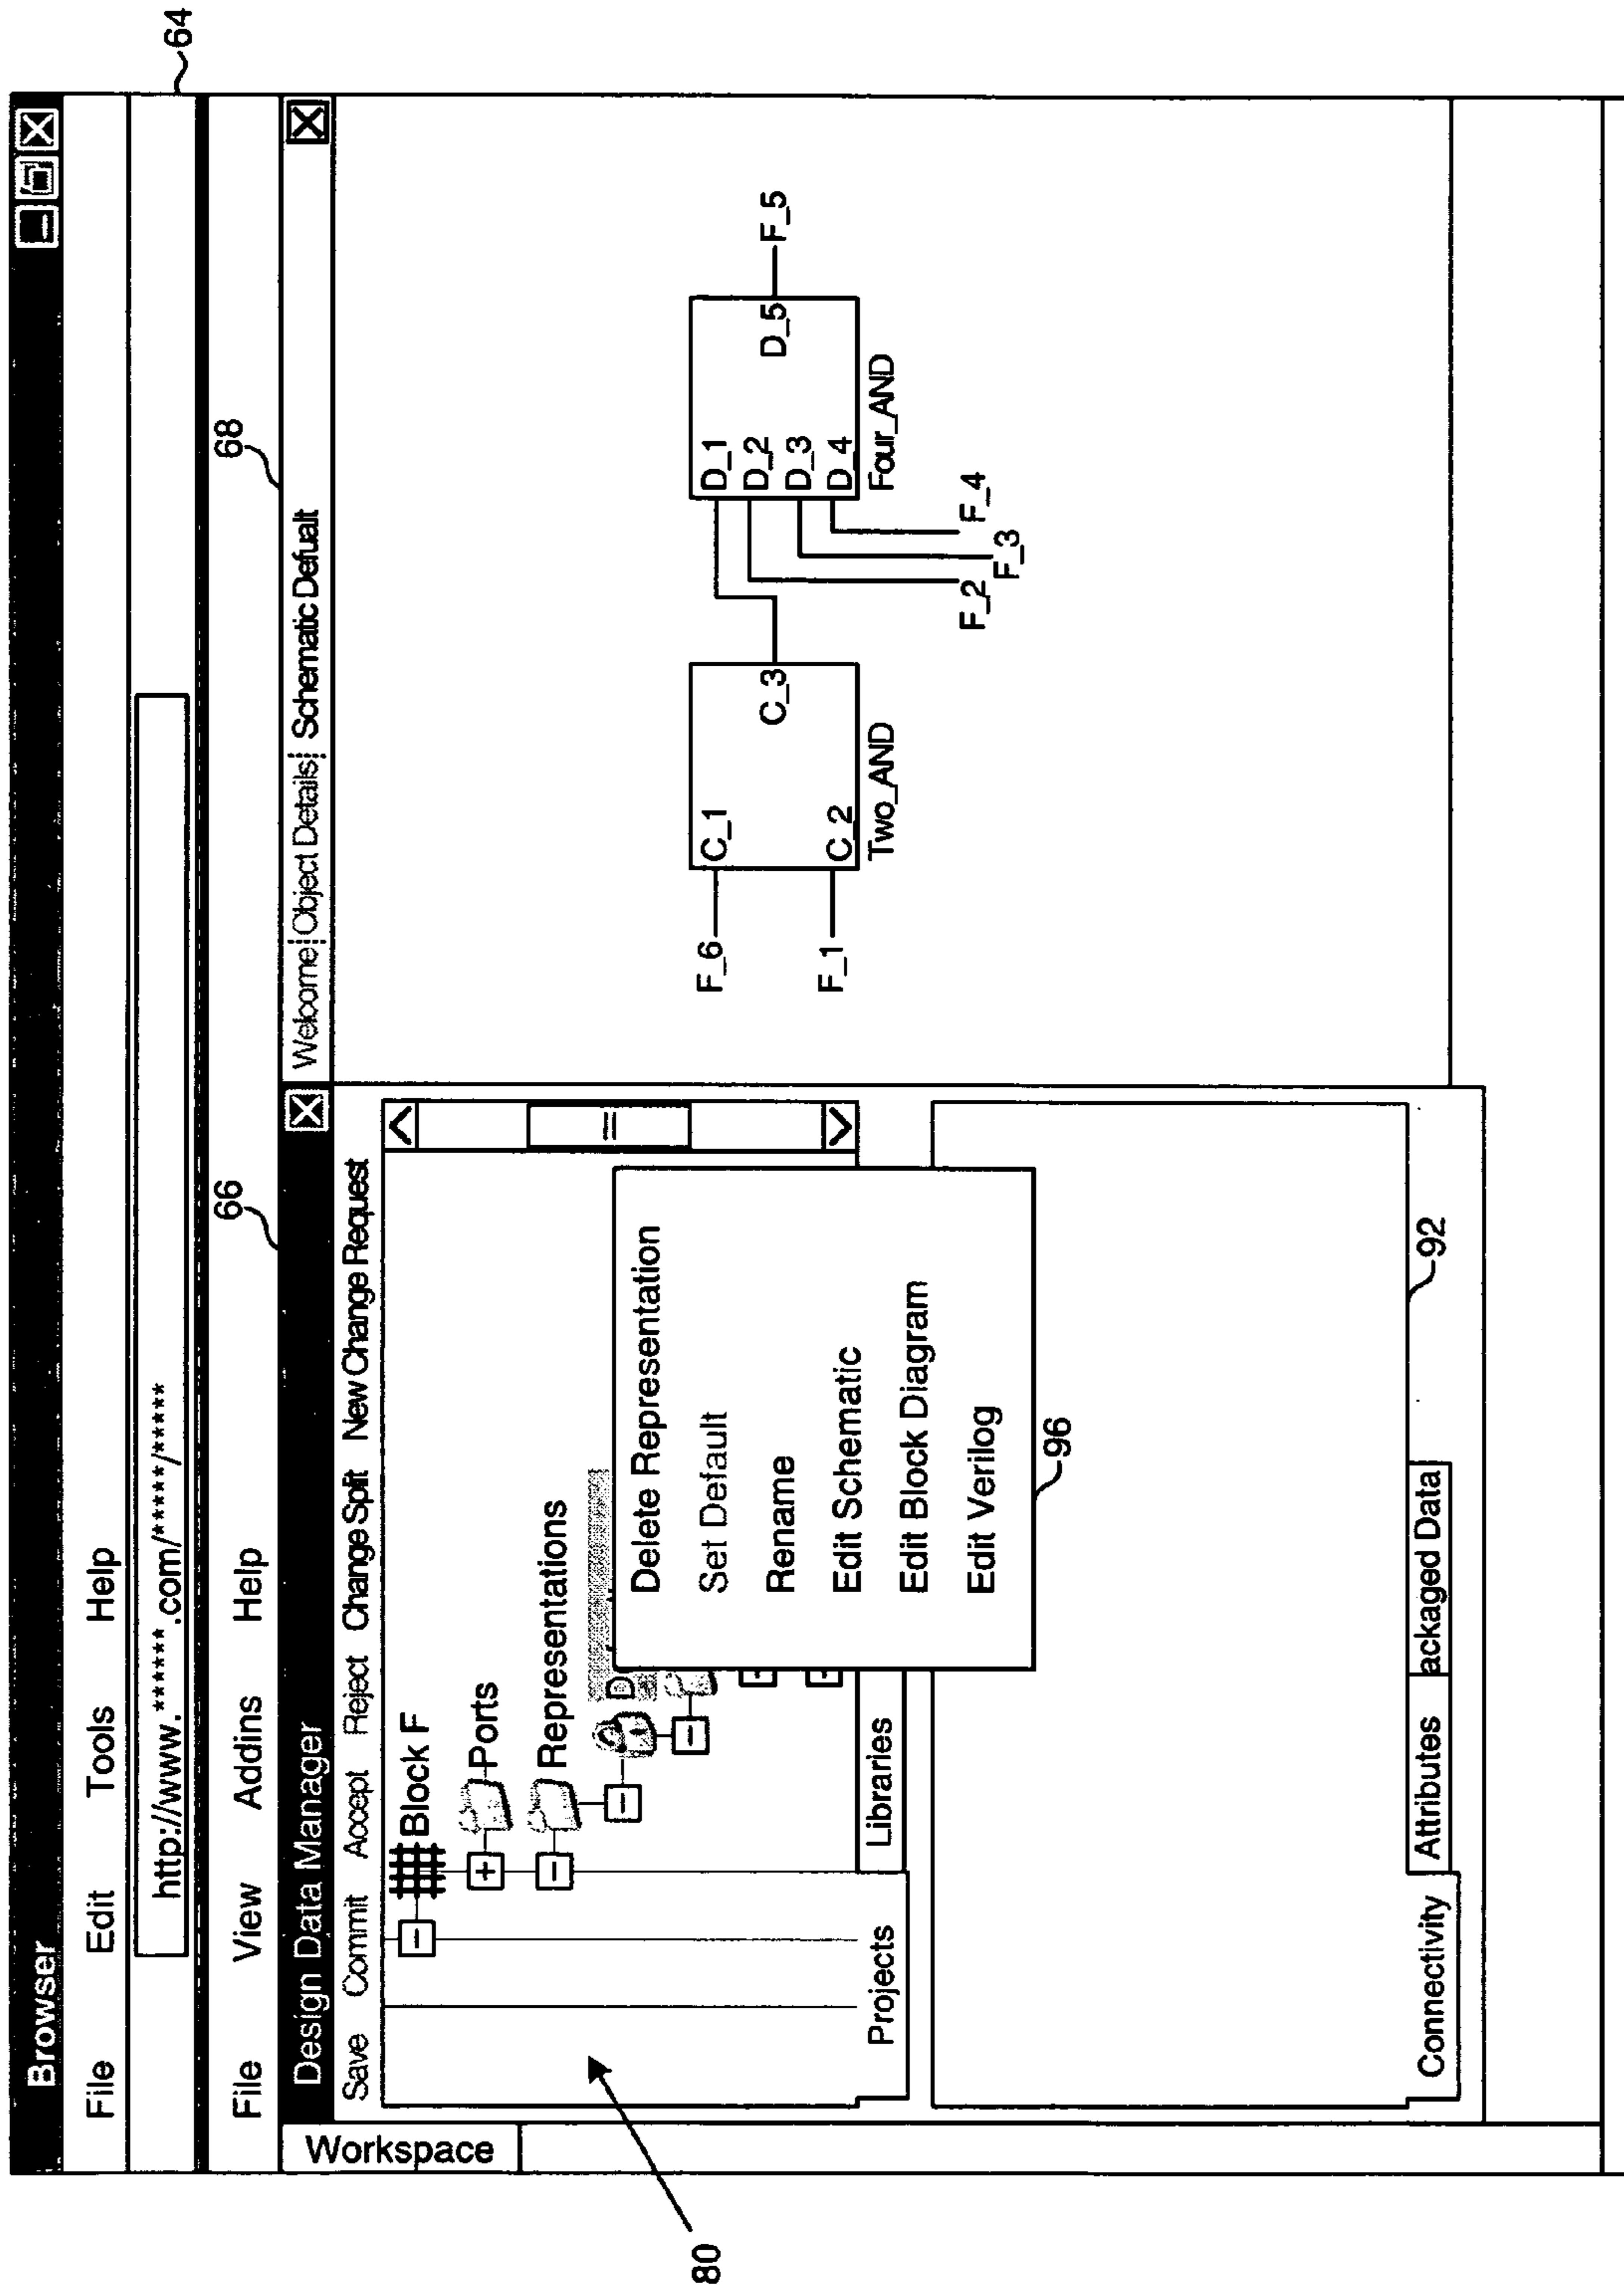 64
Browser
File Edit Tools Help
http://www.******.com/*****/*****
File View Addins Help
66
68
Design Data Manager
Welcome Object Details Schematic Defualt
Save Commit Accept Reject Change Split New Change Request
Block F
Ports
Representations
D
Delete Representation
Set Default
Rename
Edit Schematic
Edit Block Diagram
Edit Verilog
96
Projects Libraries
Connectivity Attributes ackaged Data
92
Workspace
80
F_6 C_1
F_1 C_2
C_3
Two_AND
D_1
D_2
D_3
D_4
D_5 F_5
Four_AND
F_4
F_3
F_2